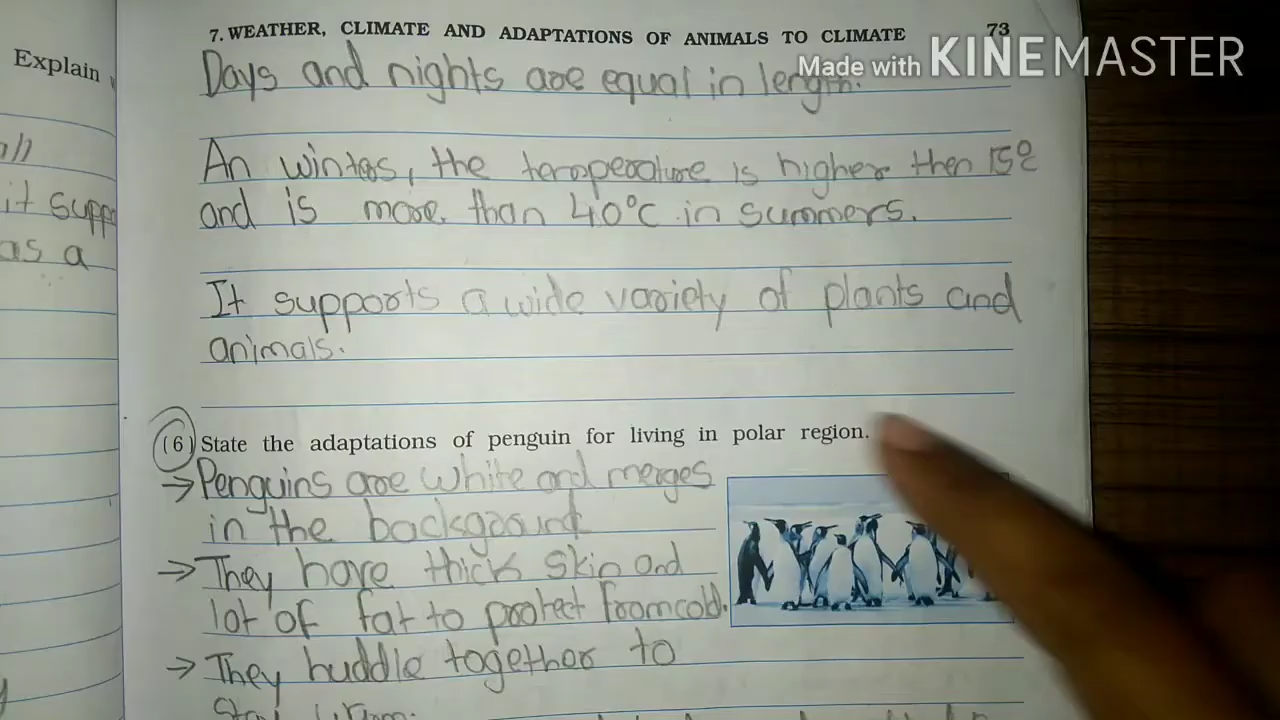 7. WEATHER, CLIMATE AND ADAPTATIONS OF ANIMALS TO CLIMATE 73
Made with KINEMASTER
Explain
Days and nights are equal in length.
An winters, the temperature is higher then 15°C
and is more than 40°C in summers.
it supp
as a
It supports a wide variety of plants and
animals.
(6) State the adaptations of penguin for living in polar region.
→ Penguins are white and merges
in the background
→ They have thick skin and
lot of fat to protect from cold.
→ They huddle together to
Stay warm.